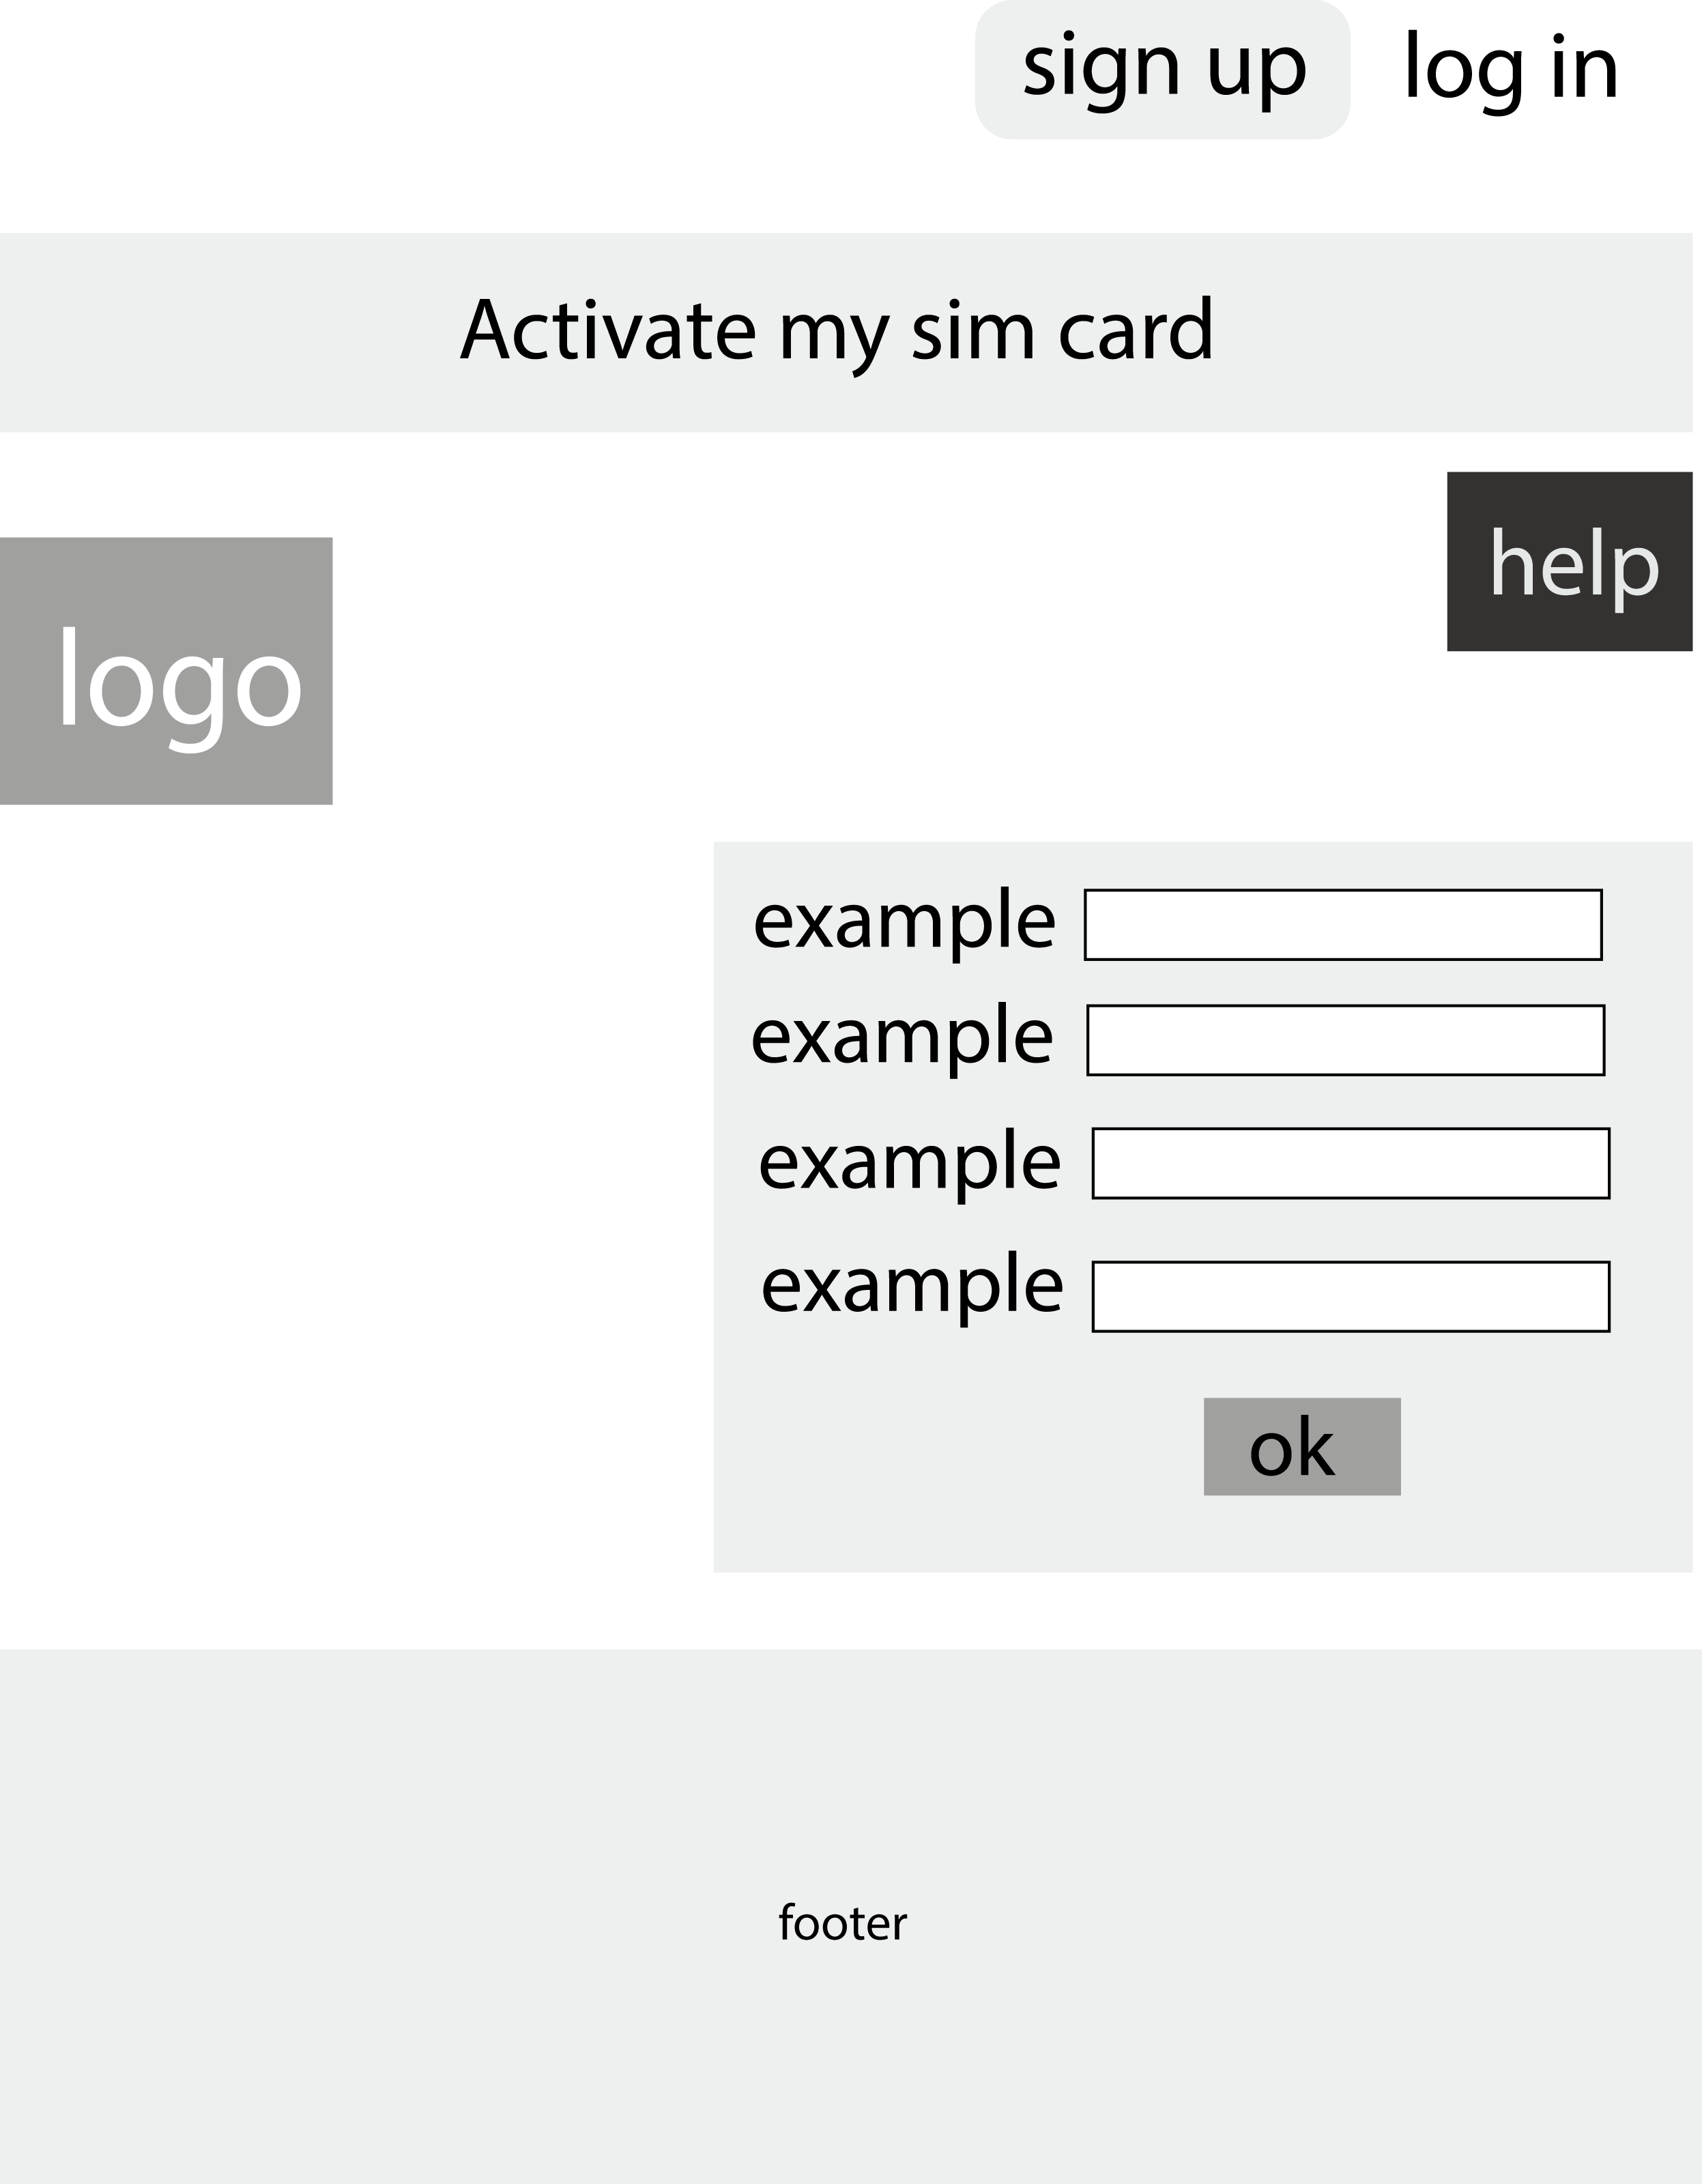 sign up
log in
Activate my sim card
help
logo
example
example
example
example
ok
footer